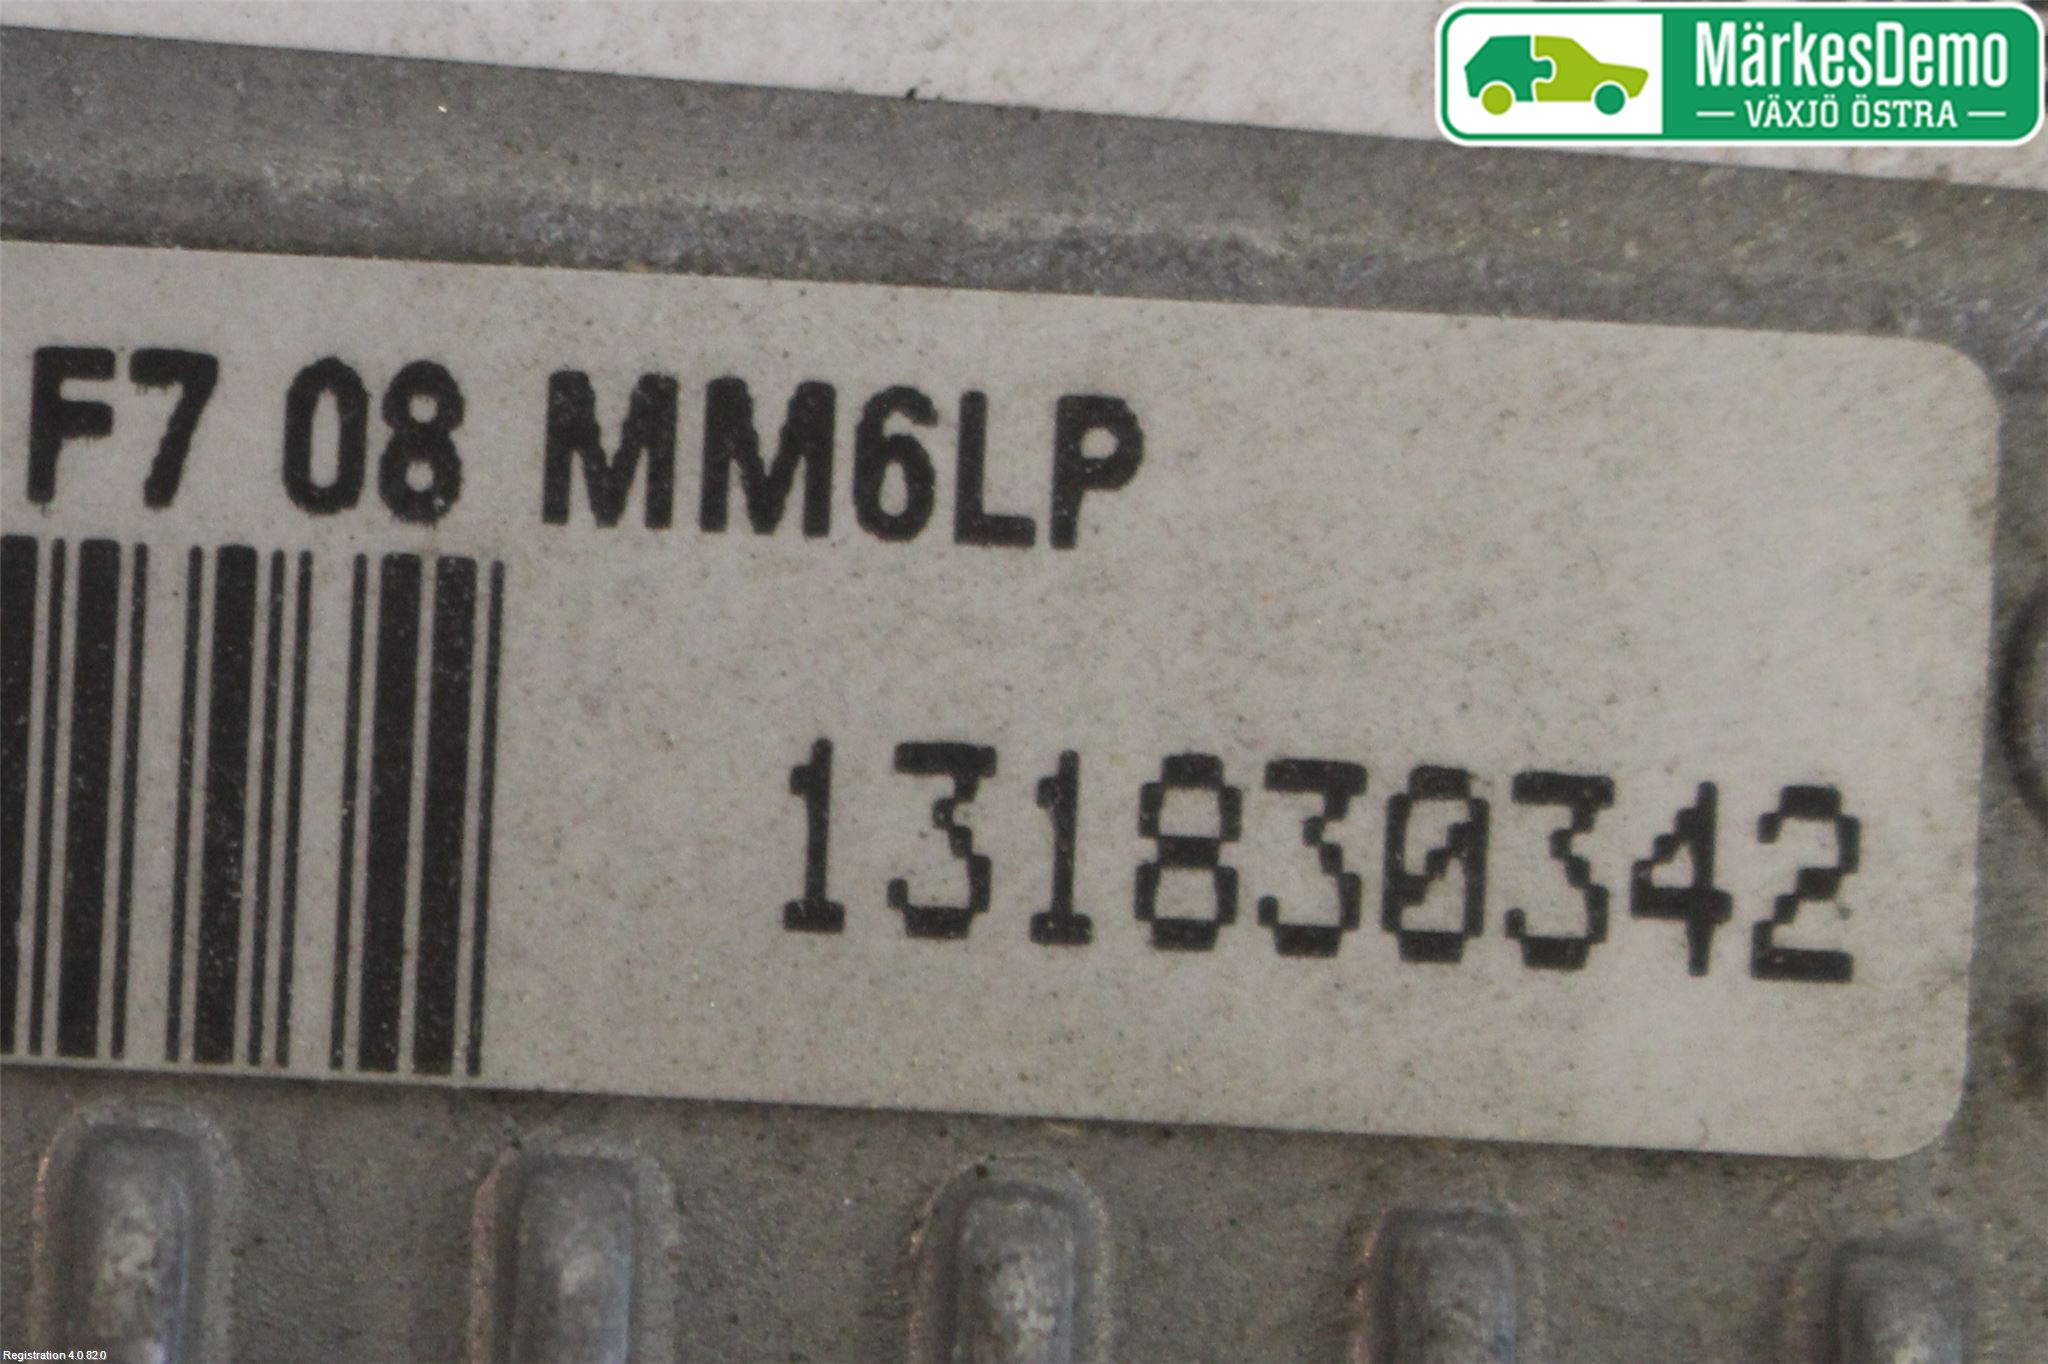 MärkesDemo
VÄXJÖ ÖSTRA
F7 08 MM6LP
131830342
Registration 4.0.82.0